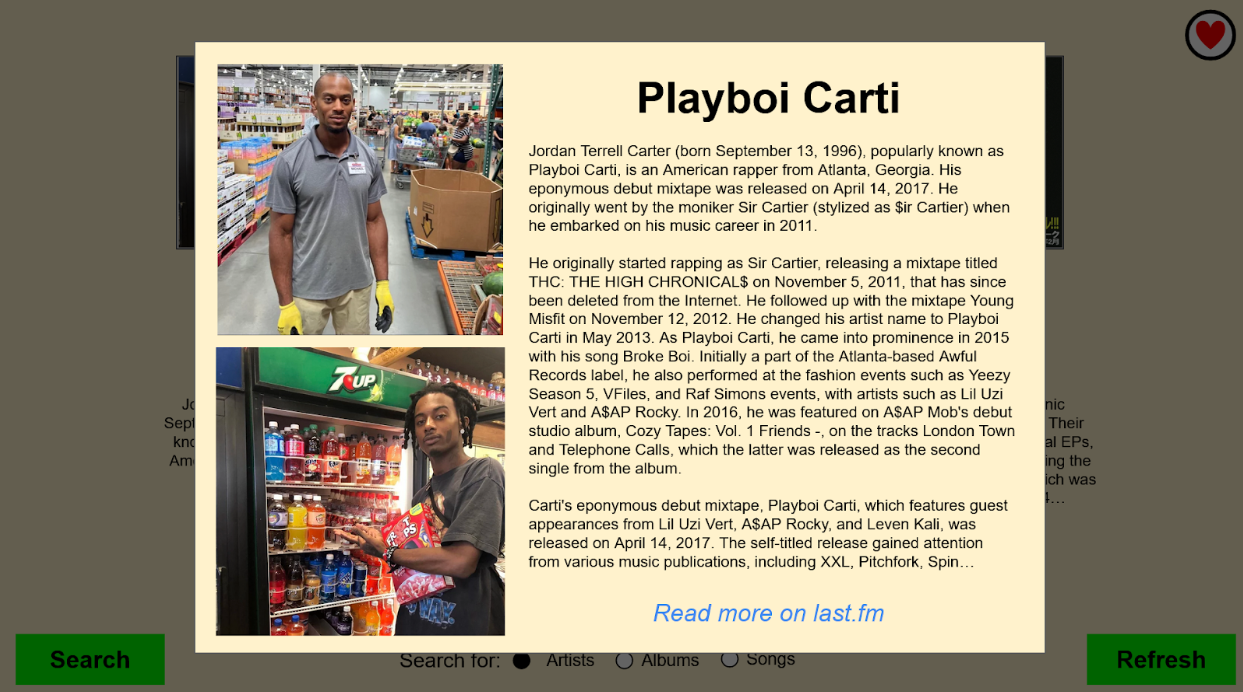 Playboi Carti
Jordan Terrell Carter (born September 13, 1996), popularly known as
Playboi Carti, is an American rapper from Atlanta, Georgia. His
eponymous debut mixtape was released on April 14, 2017. He
originally went by the moniker Sir Cartier (stylized as $ir Cartier) when
he embarked on his music career in 2011.
He originally started rapping as Sir Cartier, releasing a mixtape titled
THC: THE HIGH CHRONICAL$ on November 5, 2011, that has since
been deleted from the Internet. He followed up with the mixtape Young
Misfit on November 12, 2012. He changed his artist name to Playboi
Carti in May 2013. As Playboi Carti, he came into prominence in 2015
with his song Broke Boi. Initially a part of the Atlanta-based Awful
Records label, he also performed at the fashion events such as Yeezy
Season 5, VFiles, and Raf Simons events, with artists such as Lil Uzi
Vert and A$AP Rocky. In 2016, he was featured on A$AP Mob's debut
studio album, Cozy Tapes: Vol. 1 Friends -, on the tracks London Town
and Telephone Calls, which the latter was released as the second
single from the album.
Carti's eponymous debut mixtape, Playboi Carti, which features guest
appearances from Lil Uzi Vert, A$AP Rocky, and Leven Kali, was
released on April 14, 2017. The self-titled release gained attention
from various music publications, including XXL, Pitchfork, Spin…
Read more on last.fm
7UP
Jo
Sept
kno
Am
nic
Their
al EPs,
ing the
ich was
4…
Search
Search for: Artists Albums Songs
Refresh